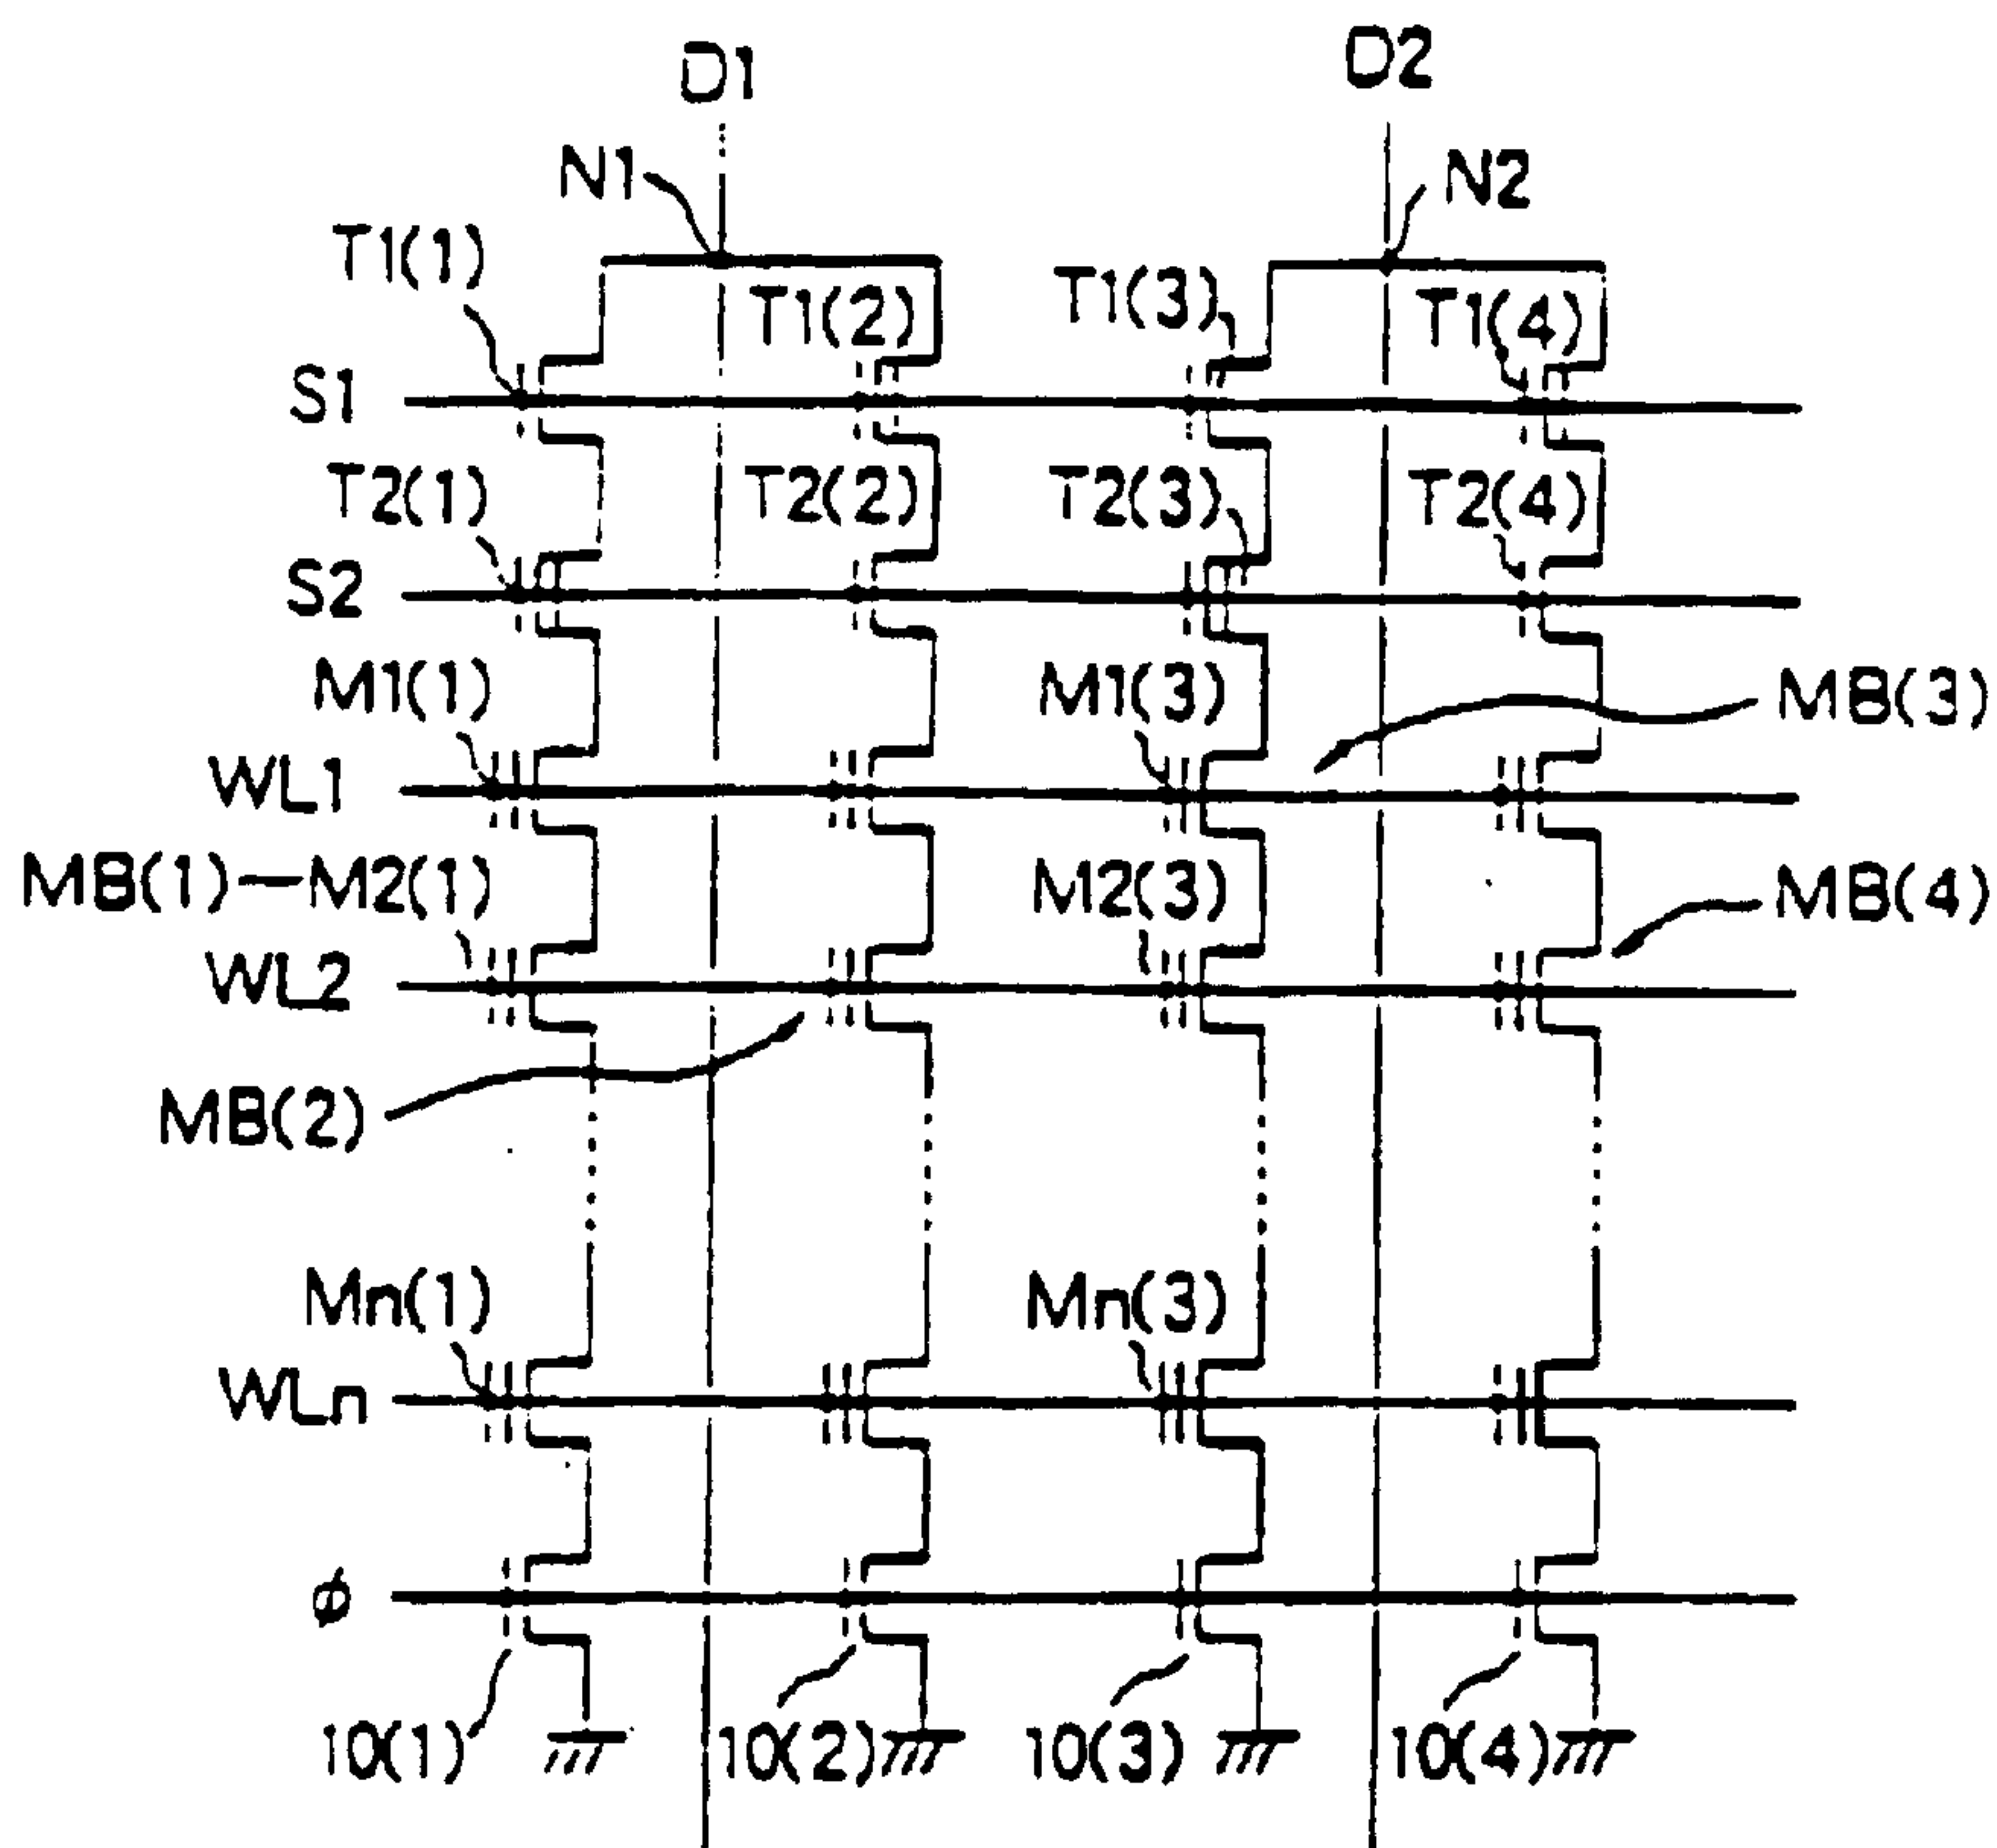 D1 D2
N1 N2
T1(1) T1(2) T1(3) T1(4)
S1
T2(1) T2(2) T2(3) T2(4)
S2
M1(1) M1(3) MB(3)
WL1
MB(1)—M2(1) M2(3) MB(4)
WL2
MB(2)
Mn(1) Mn(3)
WLn
ø
10(1) 10(2) 10(3) 10(4)